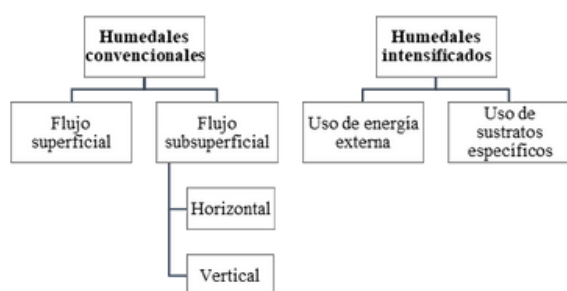 Humedales
convencionales
Flujo
superficial
Flujo
subsuperficial
Horizontal
Vertical
Humedales
intensificados
Uso de energía
externa
Uso de
sustratos
específicos